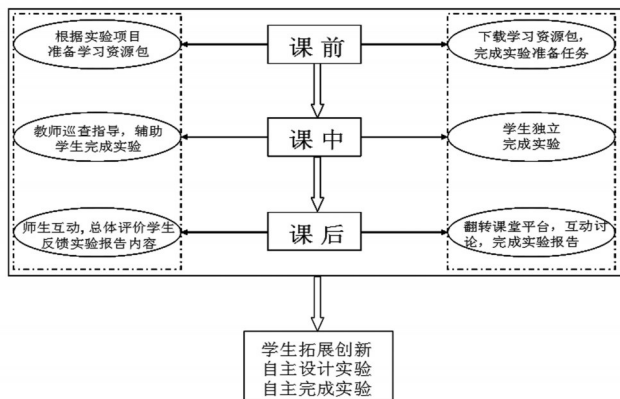 根据实验项目
准备学习资源包
课前
下载学习资源包，
完成实验准备任务
教师巡查指导，辅助
学生完成实验
课中
学生独立
完成实验
师生互动，总体评价学生
反馈实验报告内容
课后
翻转课堂平台，互动讨
论，完成实验报告
学生拓展创新
自主设计实验
自主完成实验